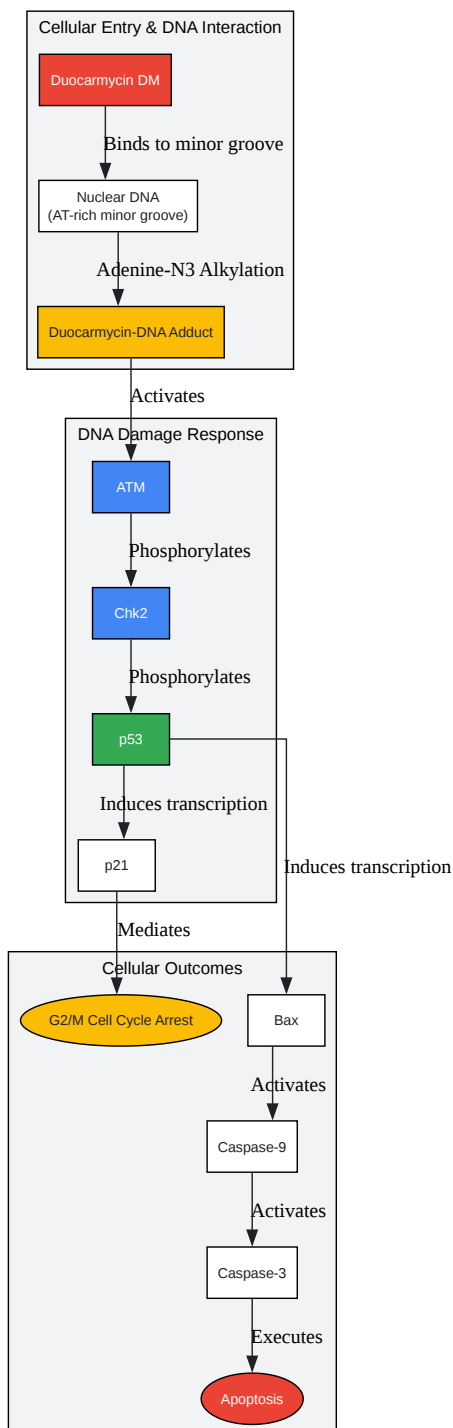 Cellular Entry & DNA Interaction
Duocarmycin DM
Binds to minor groove
Nuclear DNA
(AT-rich minor groove)
Adenine-N3 Alkylation
Duocarmycin-DNA Adduct
Activates
DNA Damage Response
ATM
Phosphorylates
Chk2
Phosphorylates
p53
Induces transcription
p21
Induces transcription
Mediates
Cellular Outcomes
G2/M Cell Cycle Arrest
Bax
Activates
Caspase-9
Activates
Caspase-3
Executes
Apoptosis